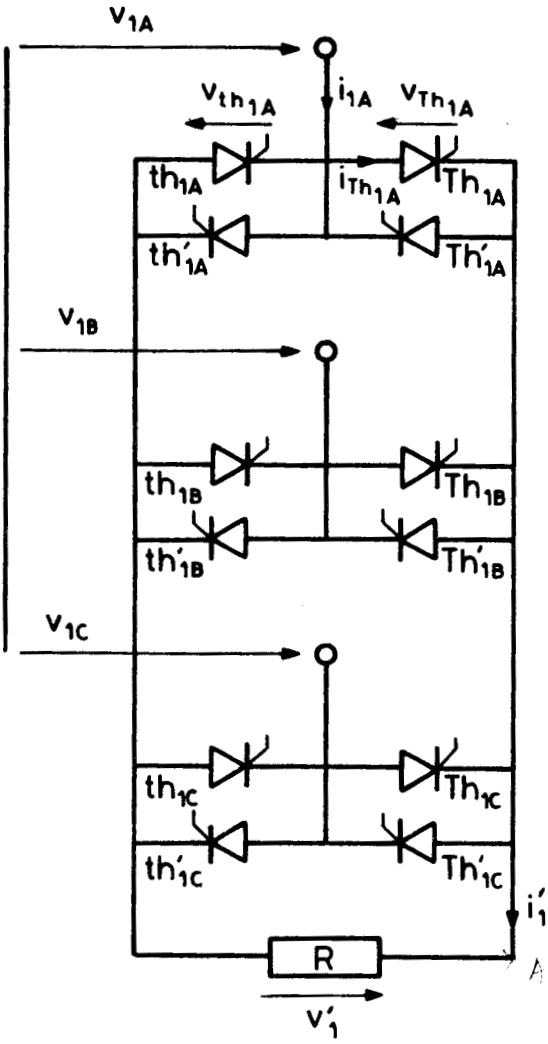 v1A
vth1A
i1A
vTh1A
th1A
iTh1A
Th1A
th'1A
Th'1A
v1B
th1B
Th1B
th'1B
Th'1B
v1C
th1C
Th1C
th'1C
Th'1C
i'1
R
A
v'1